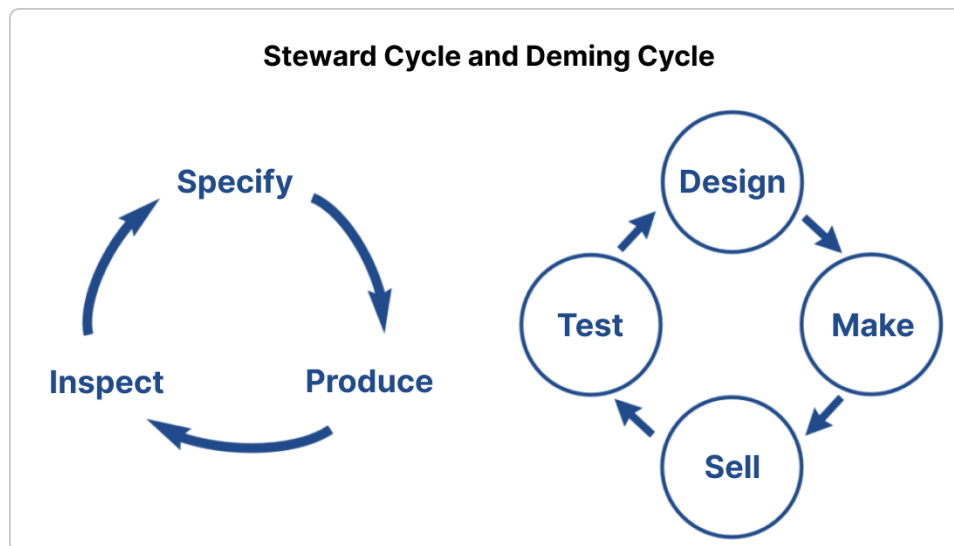 Steward Cycle and Deming Cycle
Specify
Produce
Inspect
Design
Make
Sell
Test